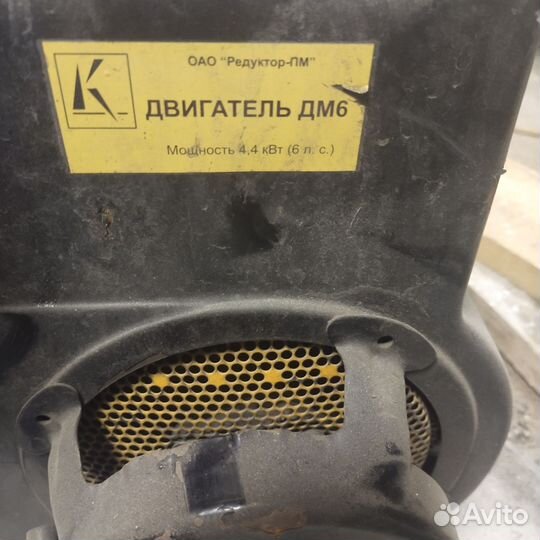 ОАО "Редуктор-ПМ"
ДВИГАТЕЛЬ ДМ6
Мощность 4,4 кВт (6 л. с.)
Avito